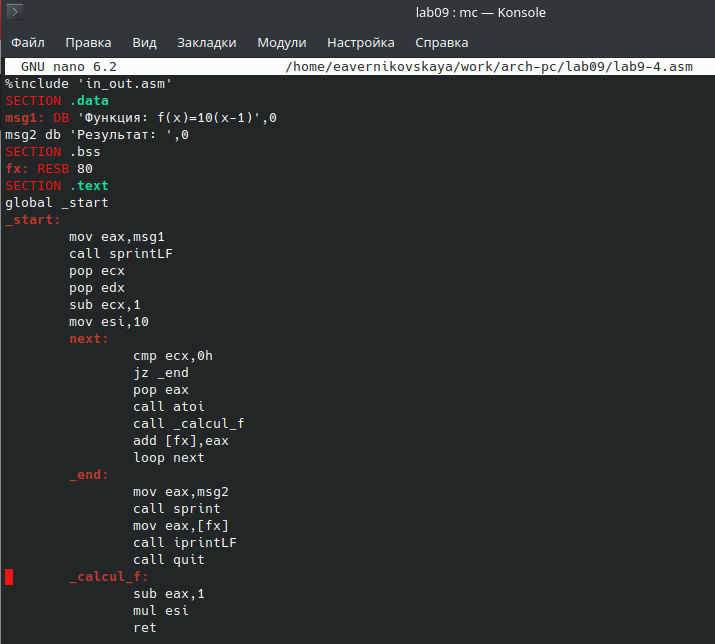 lab09 : mc — Konsole
Файл Правка Вид Закладки Модули Настройка Справка
GNU nano 6.2 /home/eavernikovskaya/work/arch-pc/lab09/lab9-4.asm
%include 'in_out.asm'
SECTION .data
msg1: DB 'Функция: f(x)=10(x-1)',0
msg2 db 'Результат: ',0
SECTION .bss
fx: RESB 80
SECTION .text
global _start
_start:
mov eax,msg1
call sprintLF
pop ecx
pop edx
sub ecx,1
mov esi,10
next:
cmp ecx,0h
jz _end
pop eax
call atoi
call _calcul_f
add [fx],eax
loop next
_end:
mov eax,msg2
call sprint
mov eax,[fx]
call iprintLF
call quit
_calcul_f:
sub eax,1
mul esi
ret